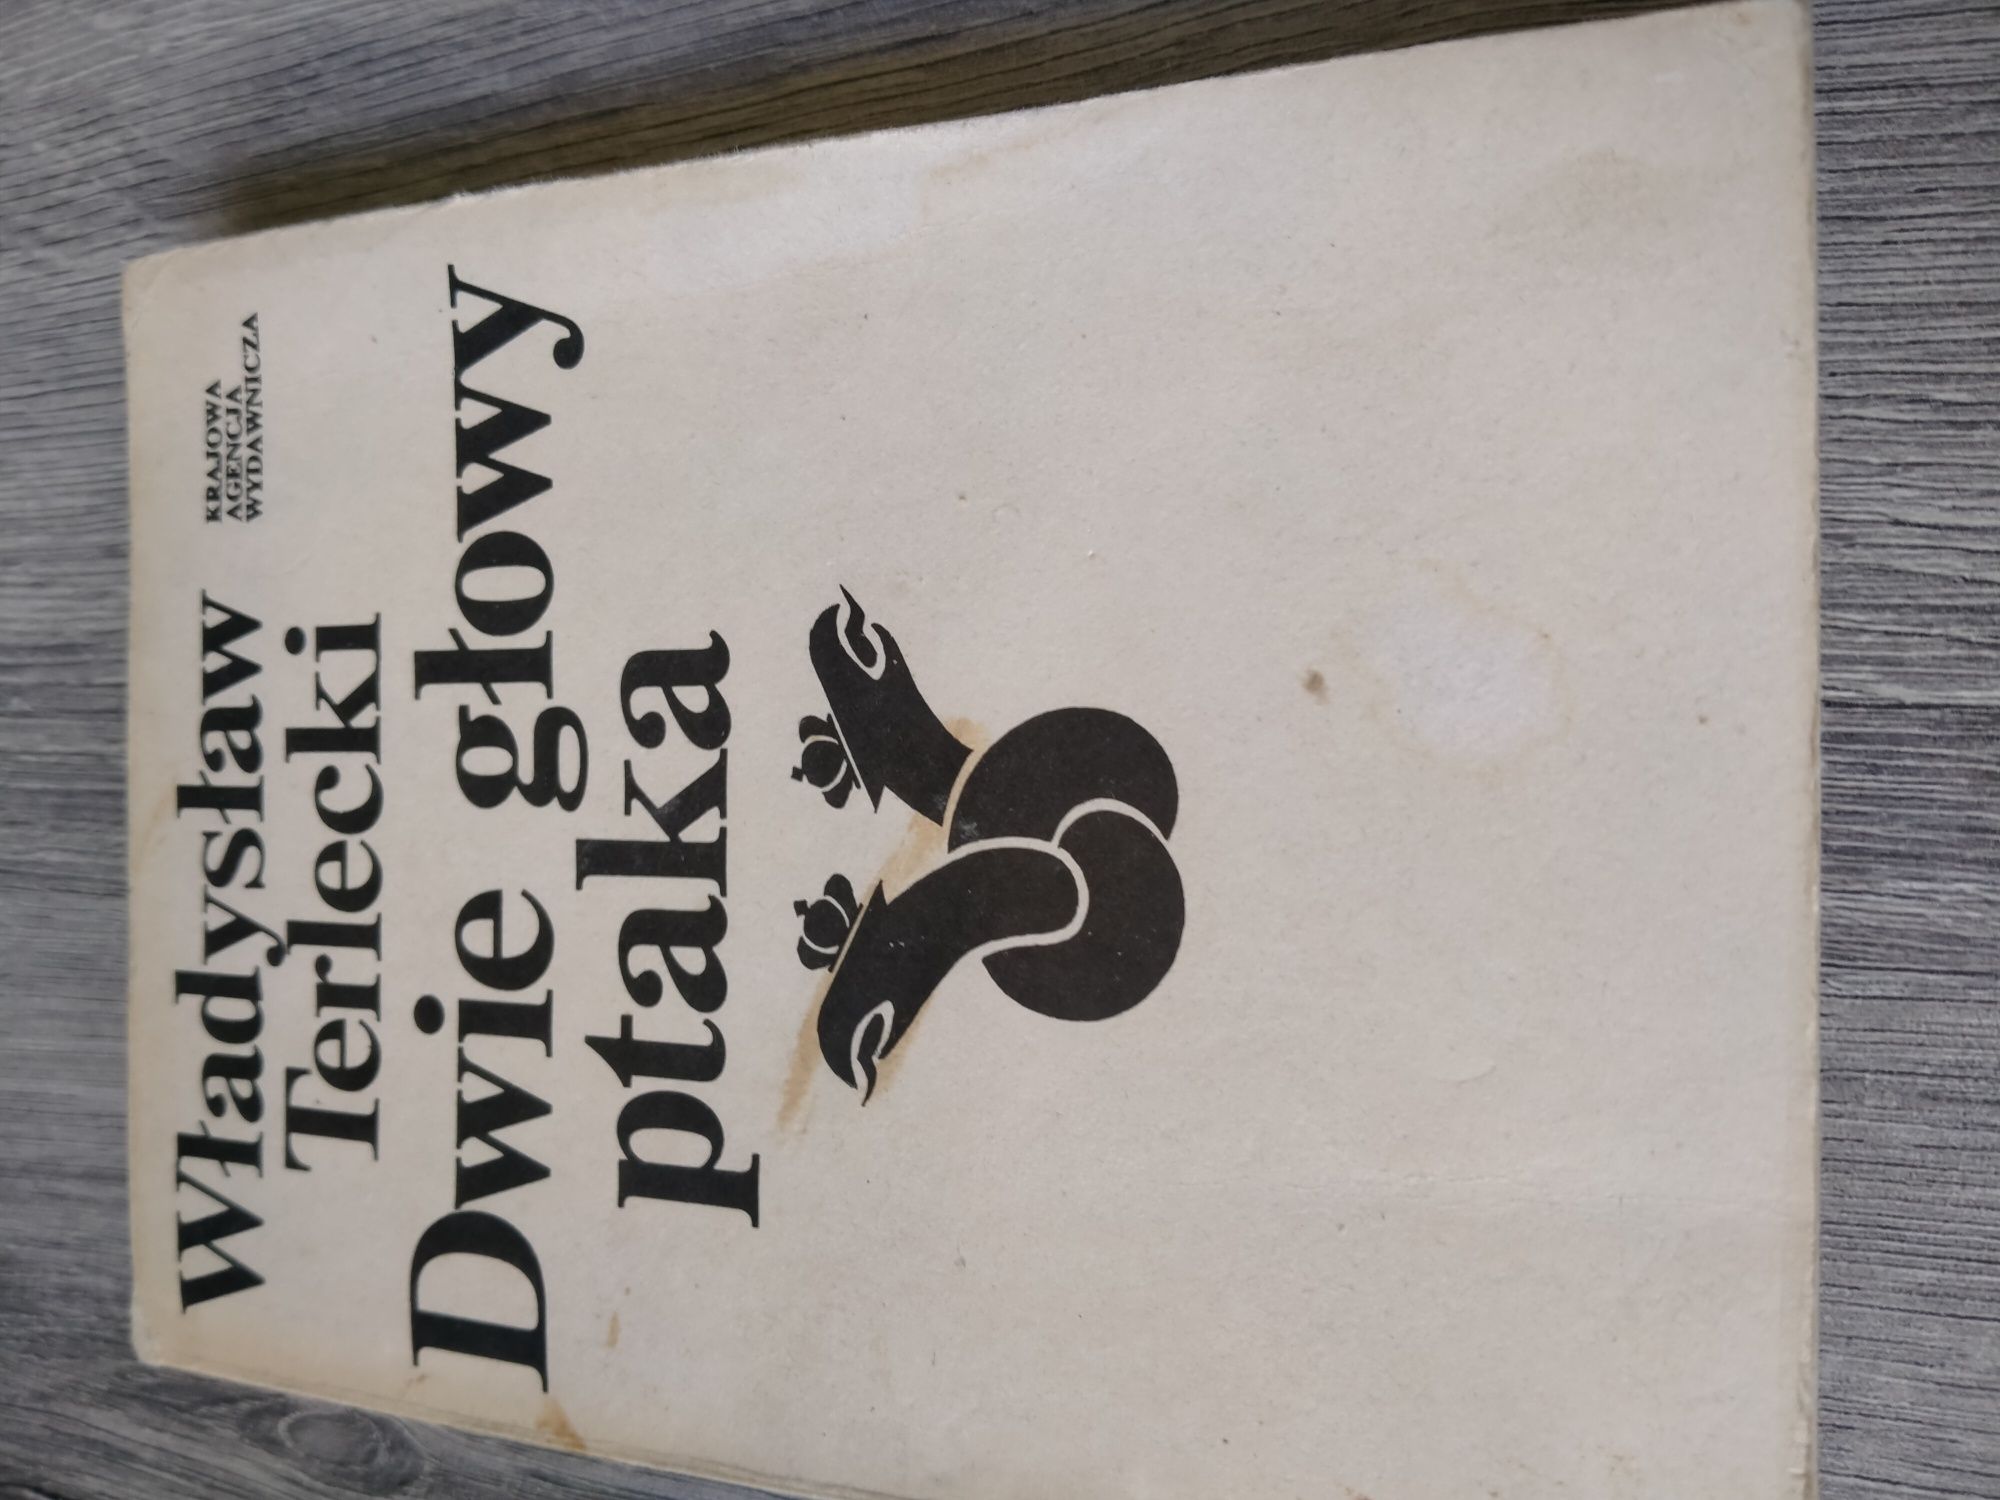 Władysław
Terlecki
KRAJOWA
AGENCJA
WYDAWNICZA
Dwie głowy
ptaka